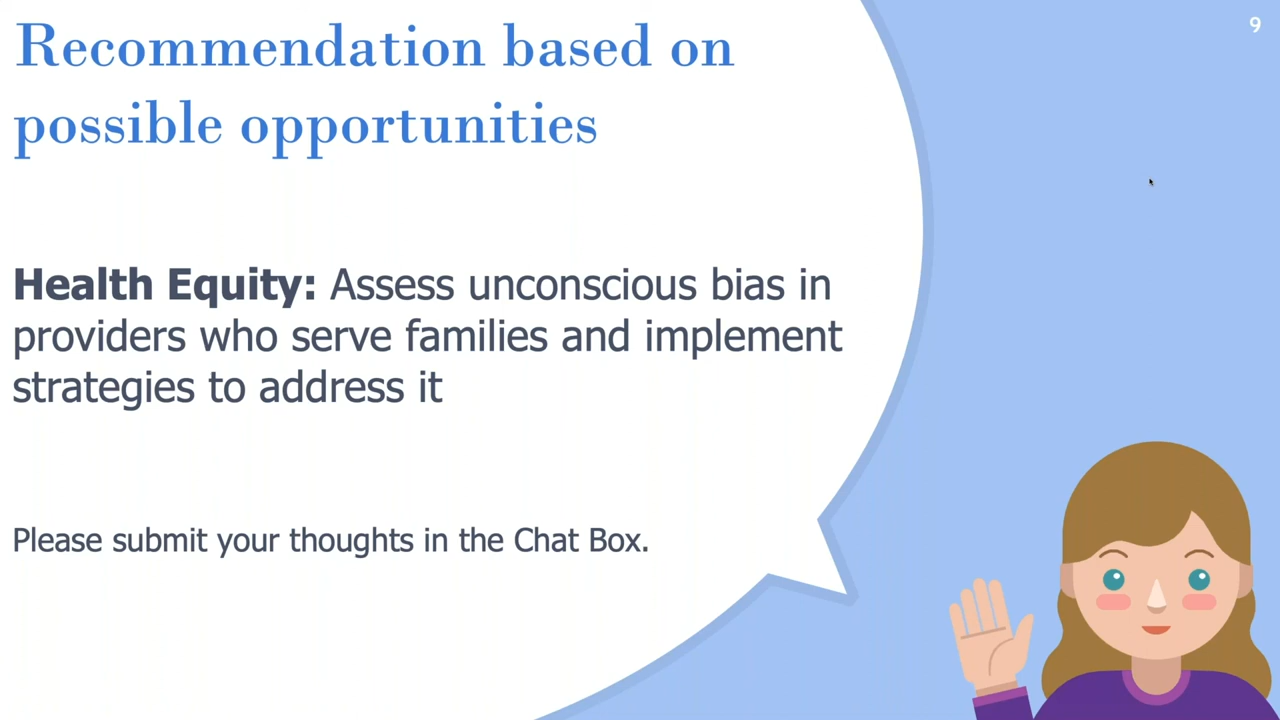 9
Recommendation based on
possible opportunities
Health Equity: Assess unconscious bias in
providers who serve families and implement
strategies to address it
Please submit your thoughts in the Chat Box.